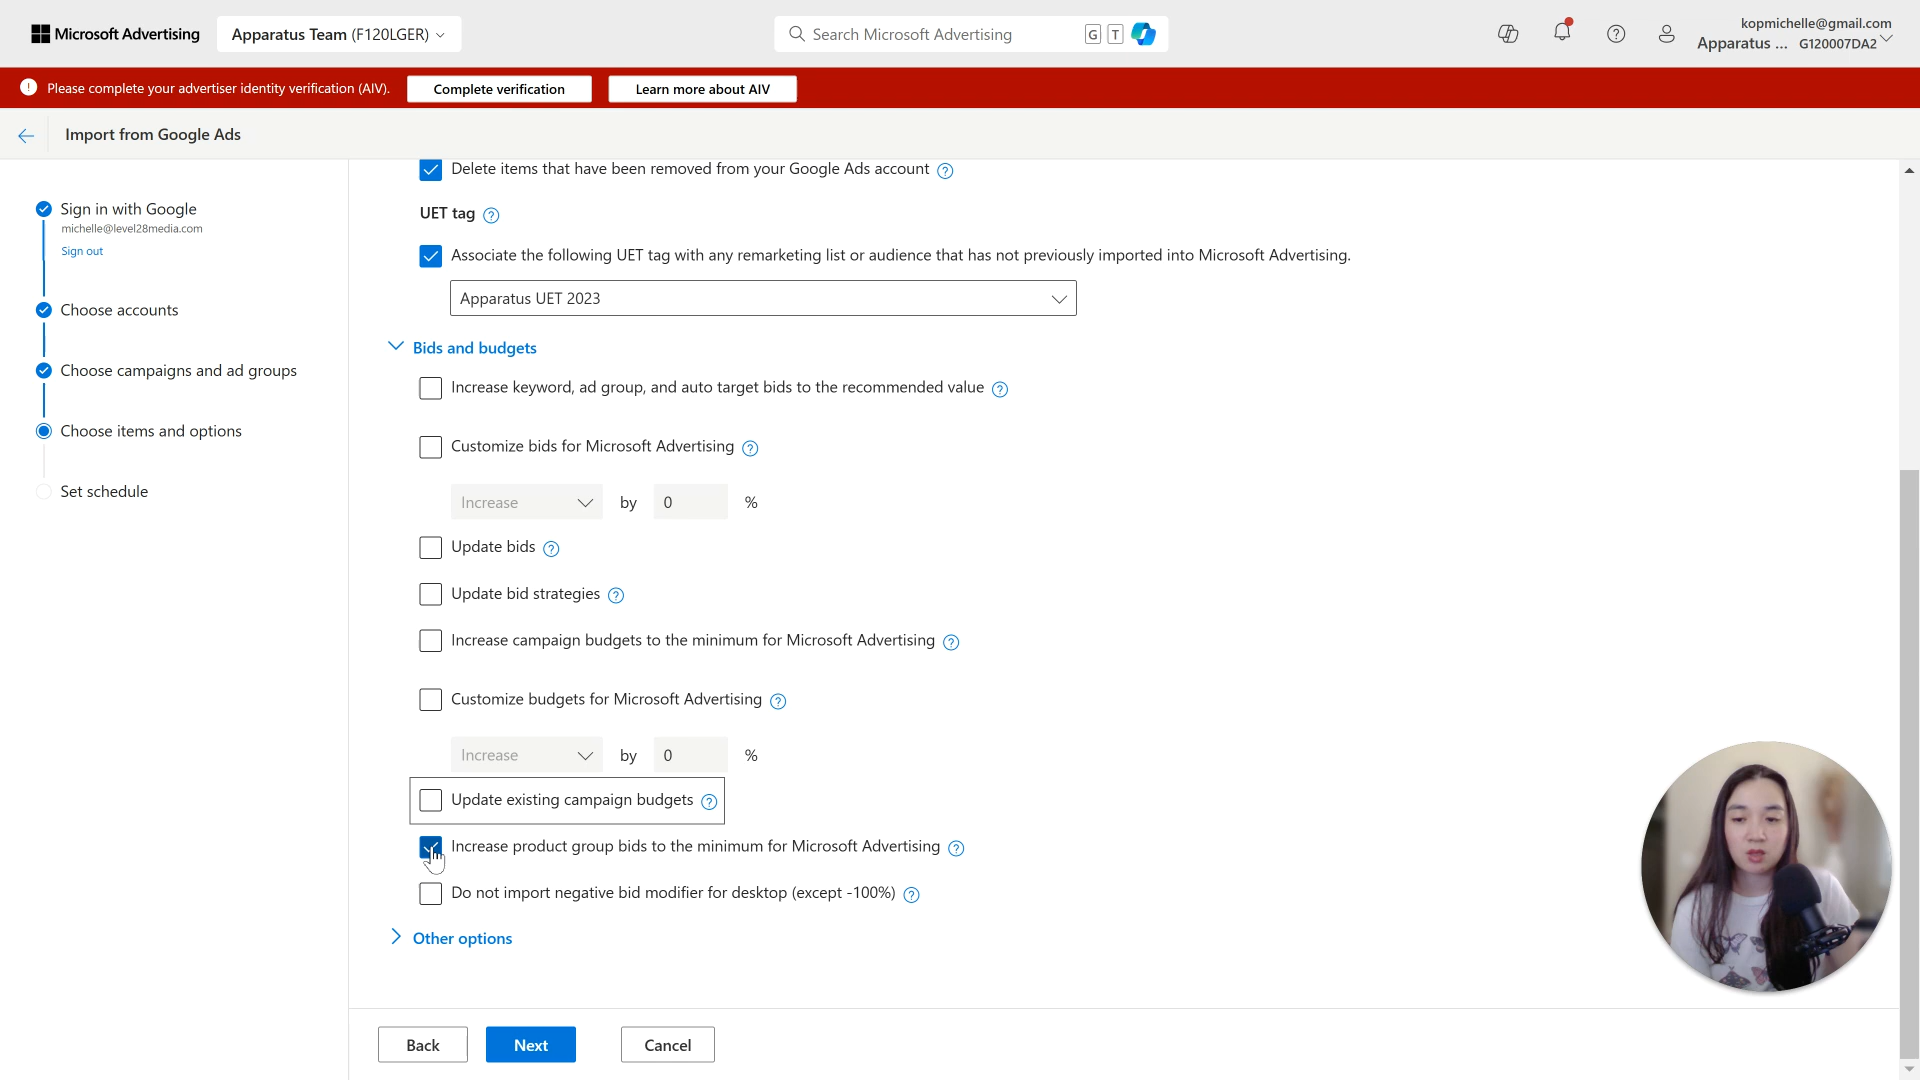 Microsoft Advertising
Apparatus Team (F120LGER)
Search Microsoft Advertising
G T
kopmichelle@gmail.com
Apparatus ... G120007DA2
Please complete your advertiser identity verification (AIV).
Complete verification
Learn more about AIV
Import from Google Ads
Sign in with Google
michelle@level28media.com
Sign out
Choose accounts
Choose campaigns and ad groups
Choose items and options
Set schedule
Delete items that have been removed from your Google Ads account
UET tag
Associate the following UET tag with any remarketing list or audience that has not previously imported into Microsoft Advertising.
Apparatus UET 2023
Bids and budgets
Increase keyword, ad group, and auto target bids to the recommended value
Customize bids for Microsoft Advertising
Increase by 0 %
Update bids
Update bid strategies
Increase campaign budgets to the minimum for Microsoft Advertising
Customize budgets for Microsoft Advertising
Increase by 0 %
Update existing campaign budgets
Increase product group bids to the minimum for Microsoft Advertising
Do not import negative bid modifier for desktop (except -100%)
Other options
Back
Next
Cancel